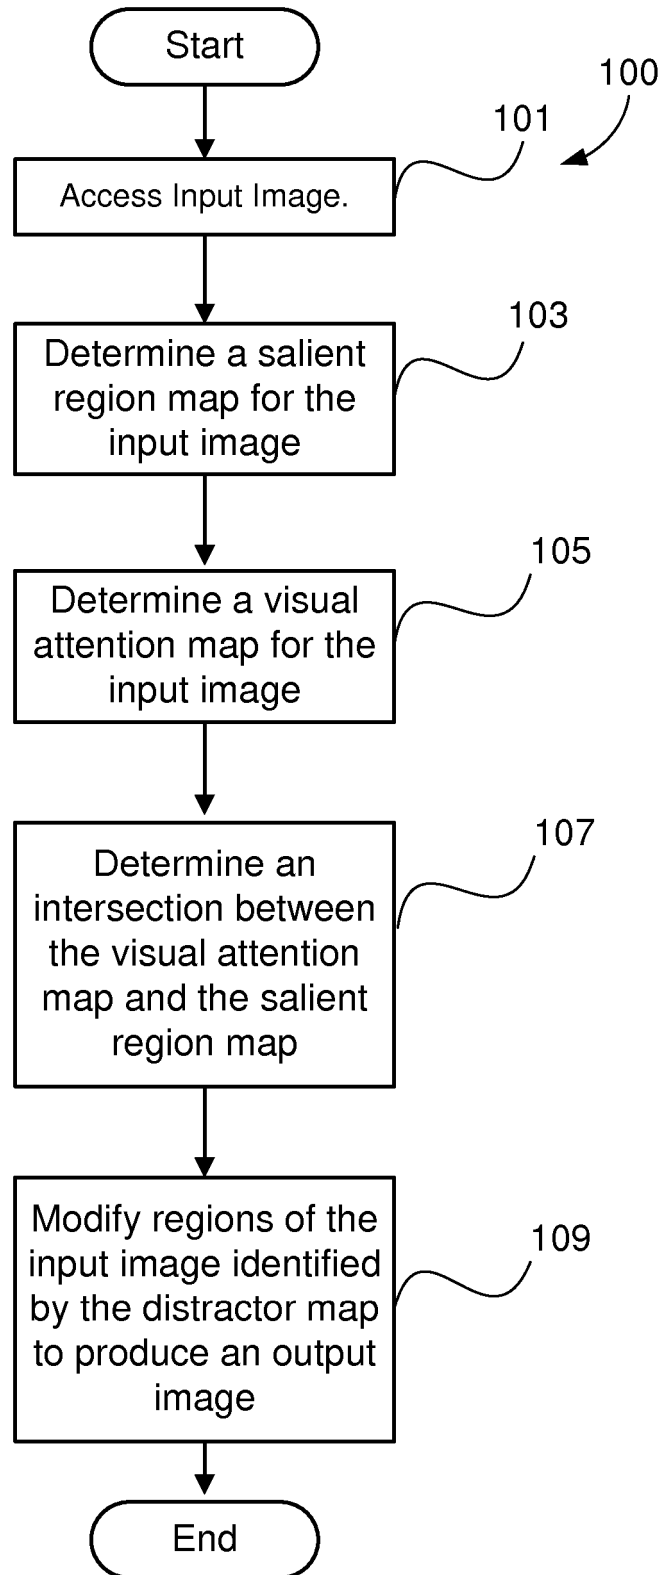 Start
100
101
Access Input Image.
103
Determine a salient
region map for the
input image
105
Determine a visual
attention map for the
input image
107
Determine an
intersection between
the visual attention
map and the salient
region map
109
Modify regions of the
input image identified
by the distractor map
to produce an output
image
End